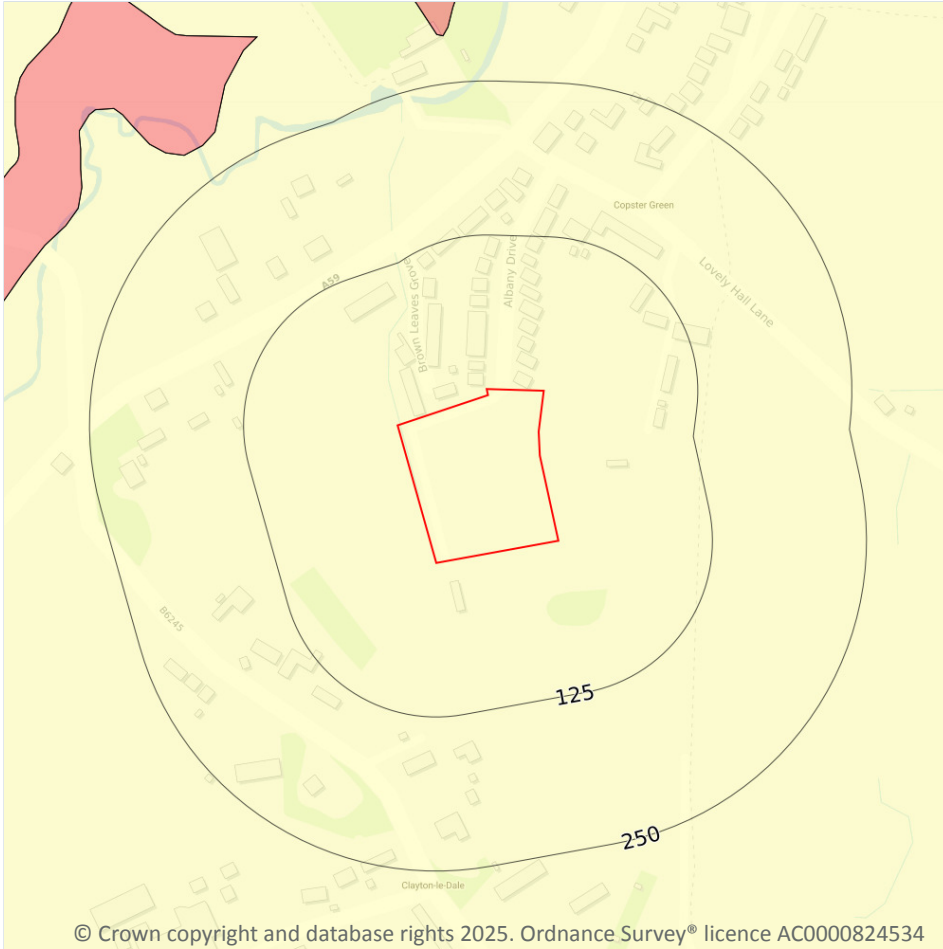 Copster Green
Lovely Hall Lane
Albany Drive
A59
Brown Leaves Grove
B6245
125
250
Clayton-le-Dale
© Crown copyright and database rights 2025. Ordnance Survey® licence AC0000824534